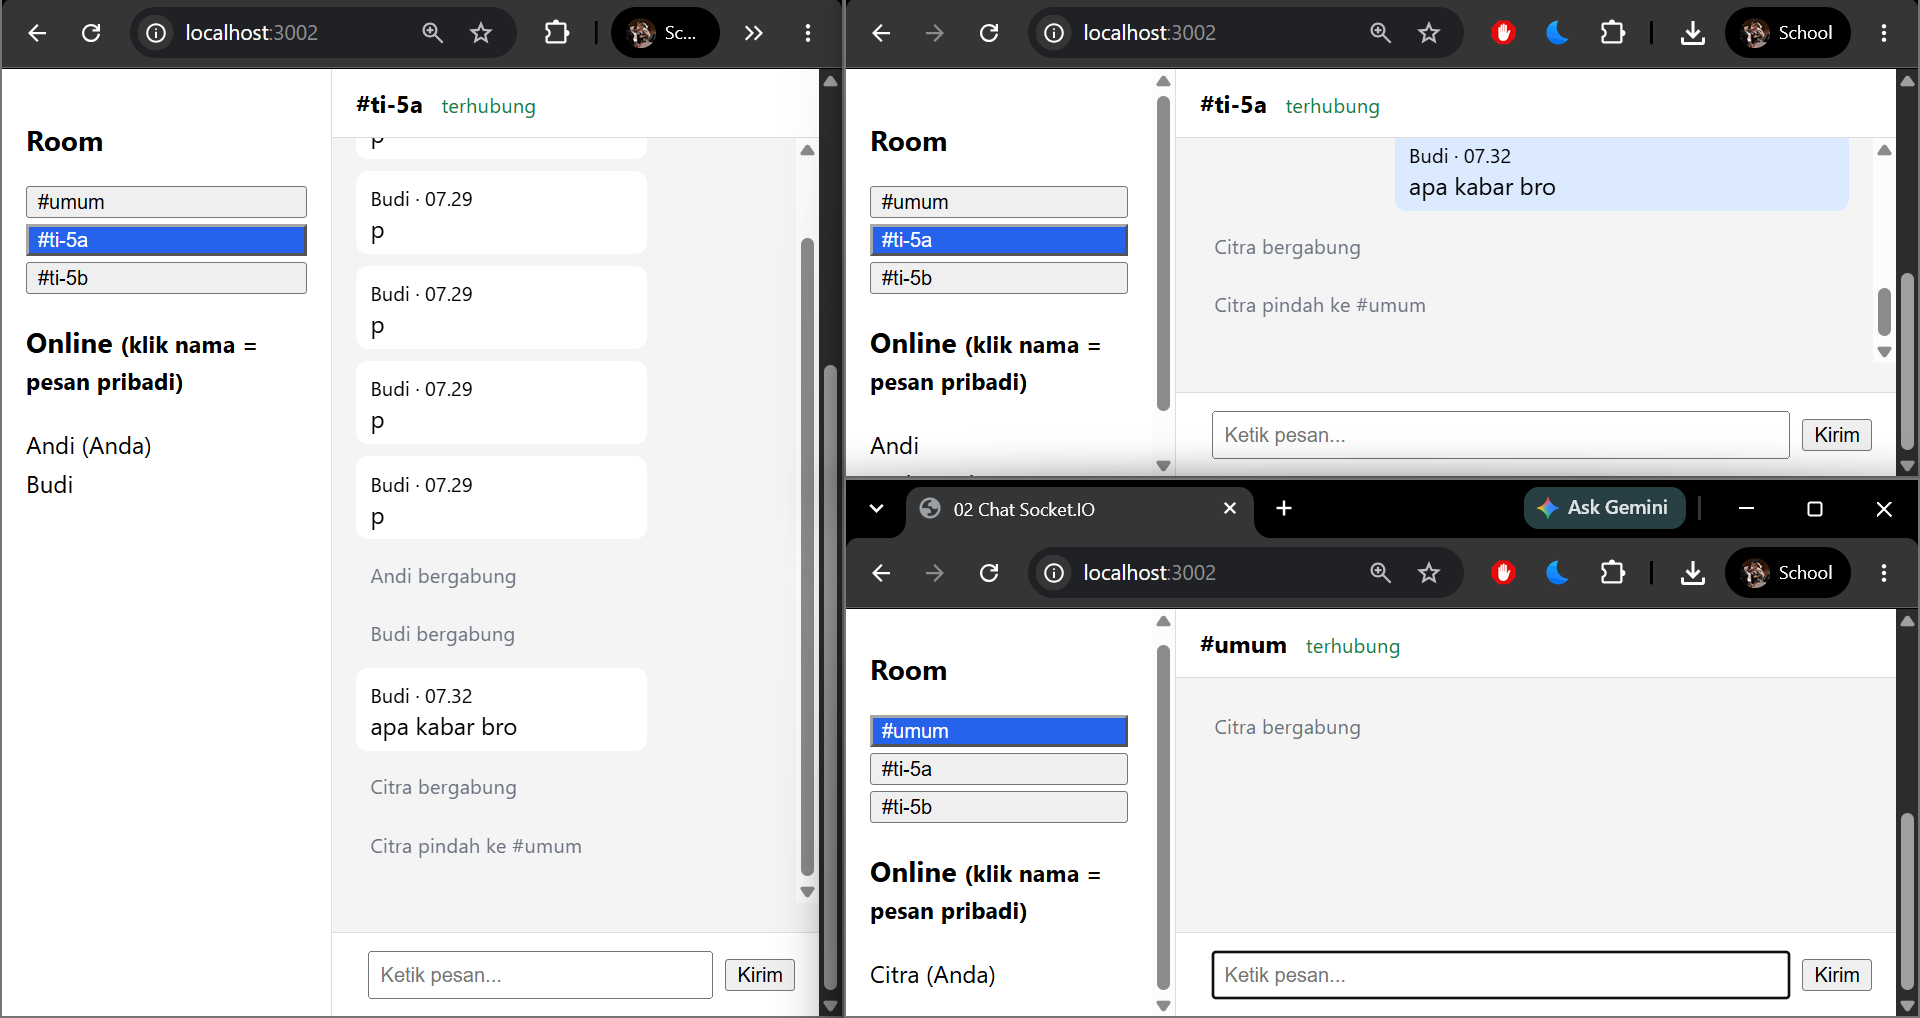 localhost:3002
Sc...
Room
#umum
#ti-5a
#ti-5b
Online (klik nama =
pesan pribadi)
Andi (Anda)
Budi
#ti-5a terhubung
p
Budi · 07.29
p
Budi · 07.29
p
Budi · 07.29
p
Budi · 07.29
p
Andi bergabung
Budi bergabung
Budi · 07.32
apa kabar bro
Citra bergabung
Citra pindah ke #umum
Ketik pesan...
Kirim
localhost:3002
School
Room
#umum
#ti-5a
#ti-5b
Online (klik nama =
pesan pribadi)
Andi
#ti-5a terhubung
Budi · 07.32
apa kabar bro
Citra bergabung
Citra pindah ke #umum
Ketik pesan...
Kirim
02 Chat Socket.IO
Ask Gemini
localhost:3002
School
Room
#umum
#ti-5a
#ti-5b
Online (klik nama =
pesan pribadi)
Citra (Anda)
#umum terhubung
Citra bergabung
Ketik pesan...
Kirim